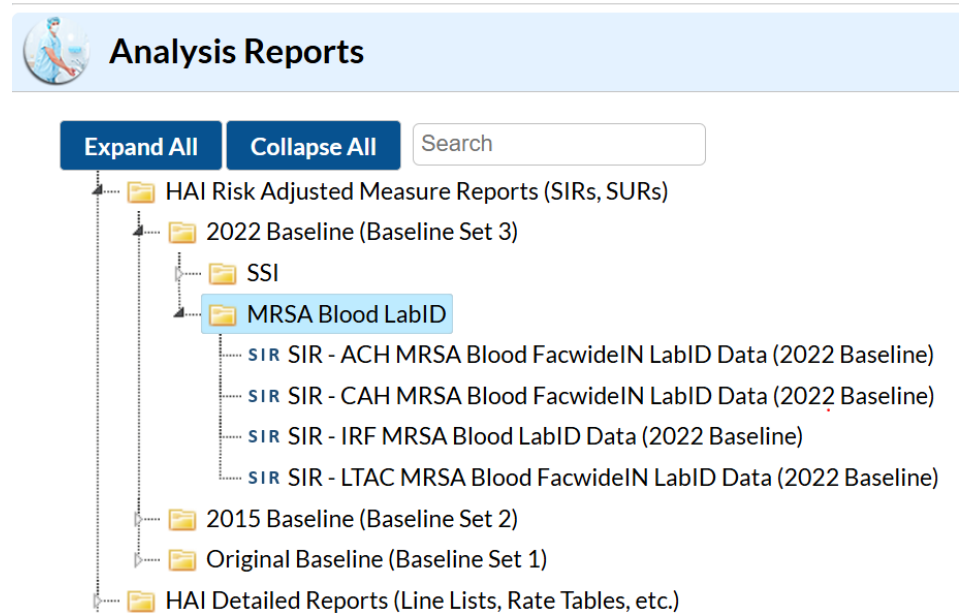 Analysis Reports
Expand All Collapse All Search
HAI Risk Adjusted Measure Reports (SIRs, SURs)
2022 Baseline (Baseline Set 3)
SSI
MRSA Blood LabID
SIR SIR - ACH MRSA Blood FacwideIN LabID Data (2022 Baseline)
SIR SIR - CAH MRSA Blood FacwideIN LabID Data (2022 Baseline)
SIR SIR - IRF MRSA Blood LabID Data (2022 Baseline)
SIR SIR - LTAC MRSA Blood FacwideIN LabID Data (2022 Baseline)
2015 Baseline (Baseline Set 2)
Original Baseline (Baseline Set 1)
HAI Detailed Reports (Line Lists, Rate Tables, etc.)